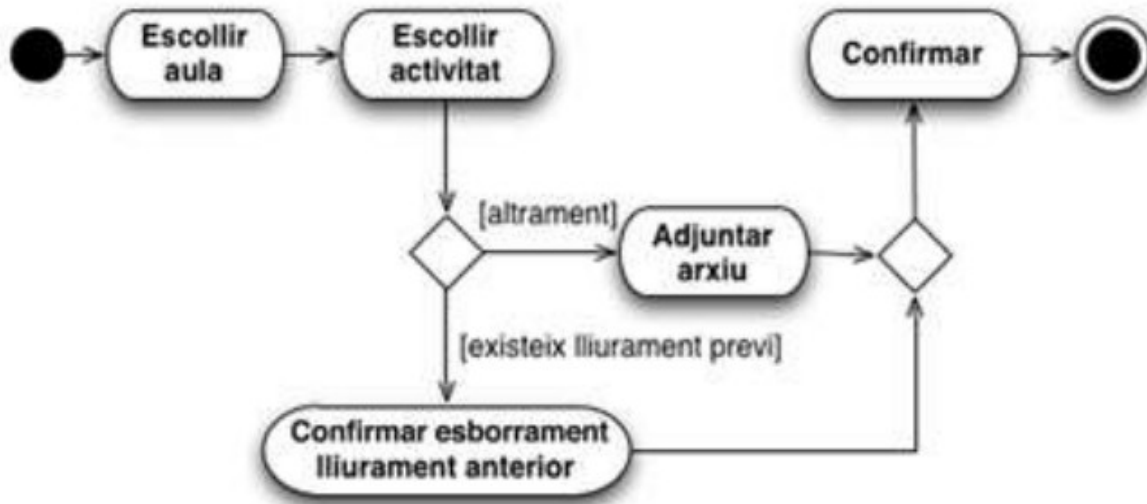 Escollir
aula
Escollir
activitat
Confirmar
[altrament]
Adjuntar
arxiu
[existeix lliurament previ]
Confirmar esborrament
lliurament anterior